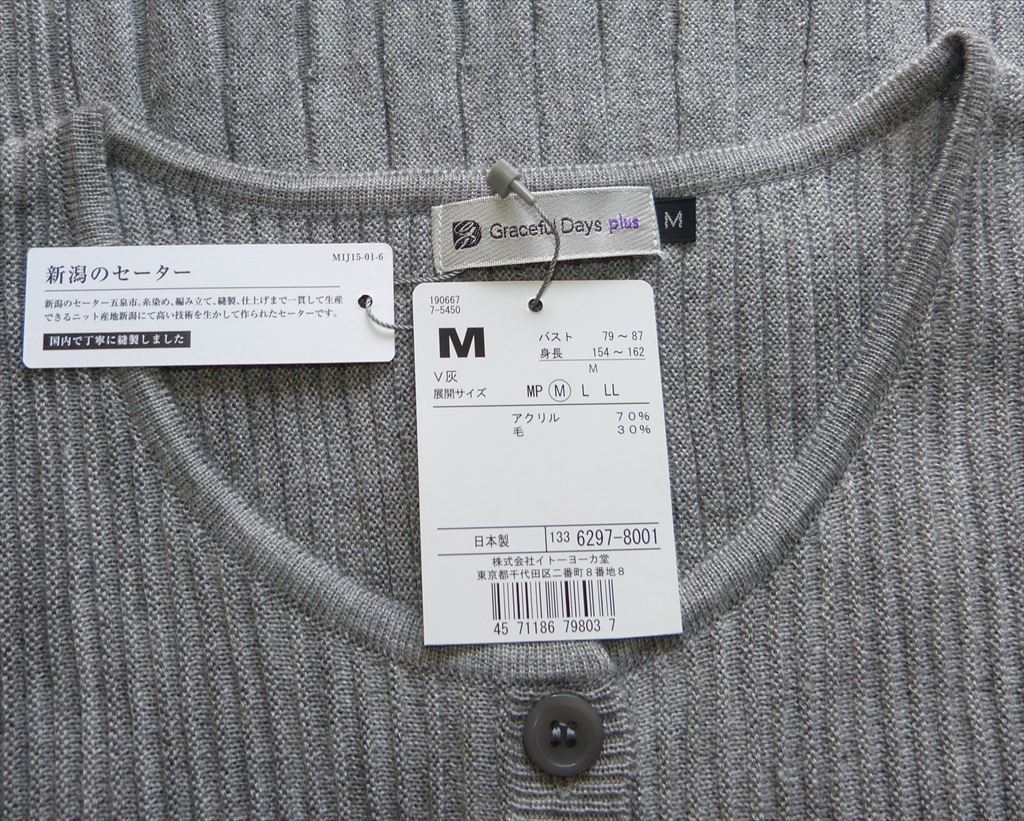 Graceful Days plus
M
MIJ15-01-6
新潟のセーター
新潟のセーター五泉市。糸染め、編み立て、縫製、仕上げまで一貫して生産
できるニット産地新潟にて高い技術を生かして作られたセーターです。
国内で丁寧に縫製しました
190667
7-5450
M
バスト 79～87
身長 154～162
M
V灰
展開サイズ MP M L LL
アクリル 70%
毛 30%
日本製 133 6297-8001
株式会社イトーヨーカ堂
東京都千代田区二番町8番地8
45 71186 79803 7